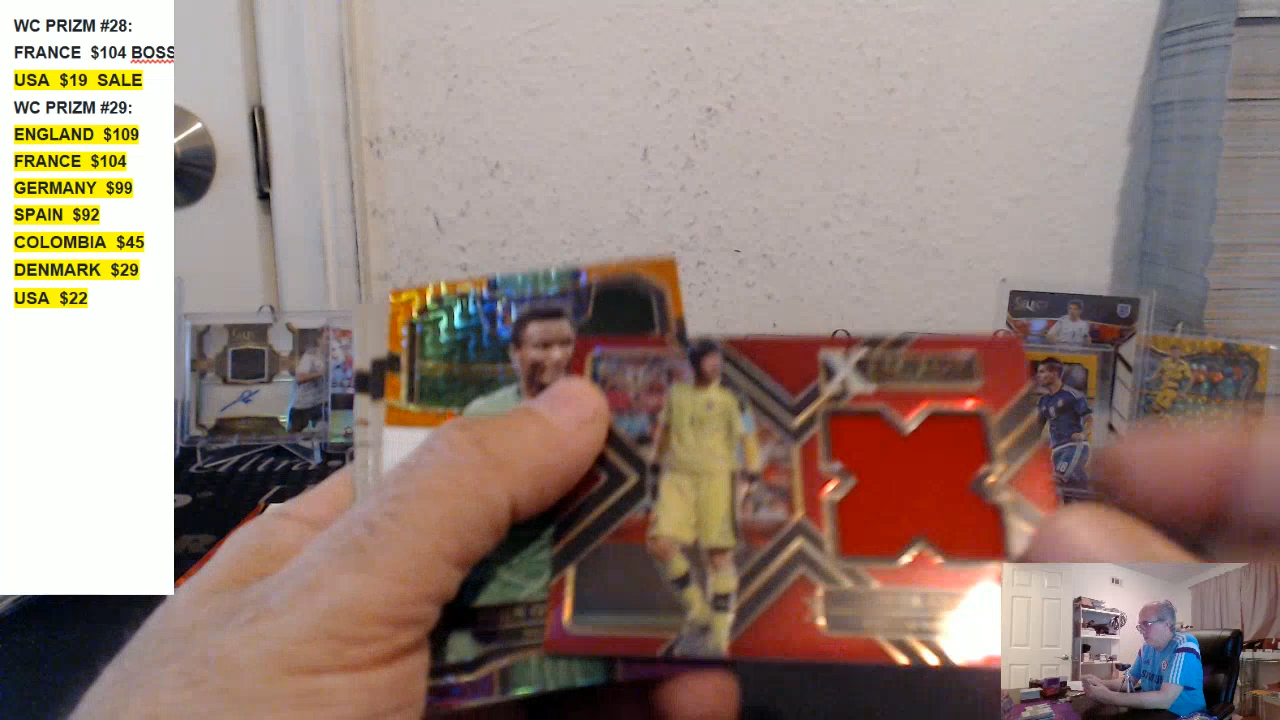 WC PRIZM #28:
FRANCE $104 BOSS
USA $19 SALE
WC PRIZM #29:
ENGLAND $109
FRANCE $104
GERMANY $99
SPAIN $92
COLOMBIA $45
DENMARK $29
USA $22
SELECT